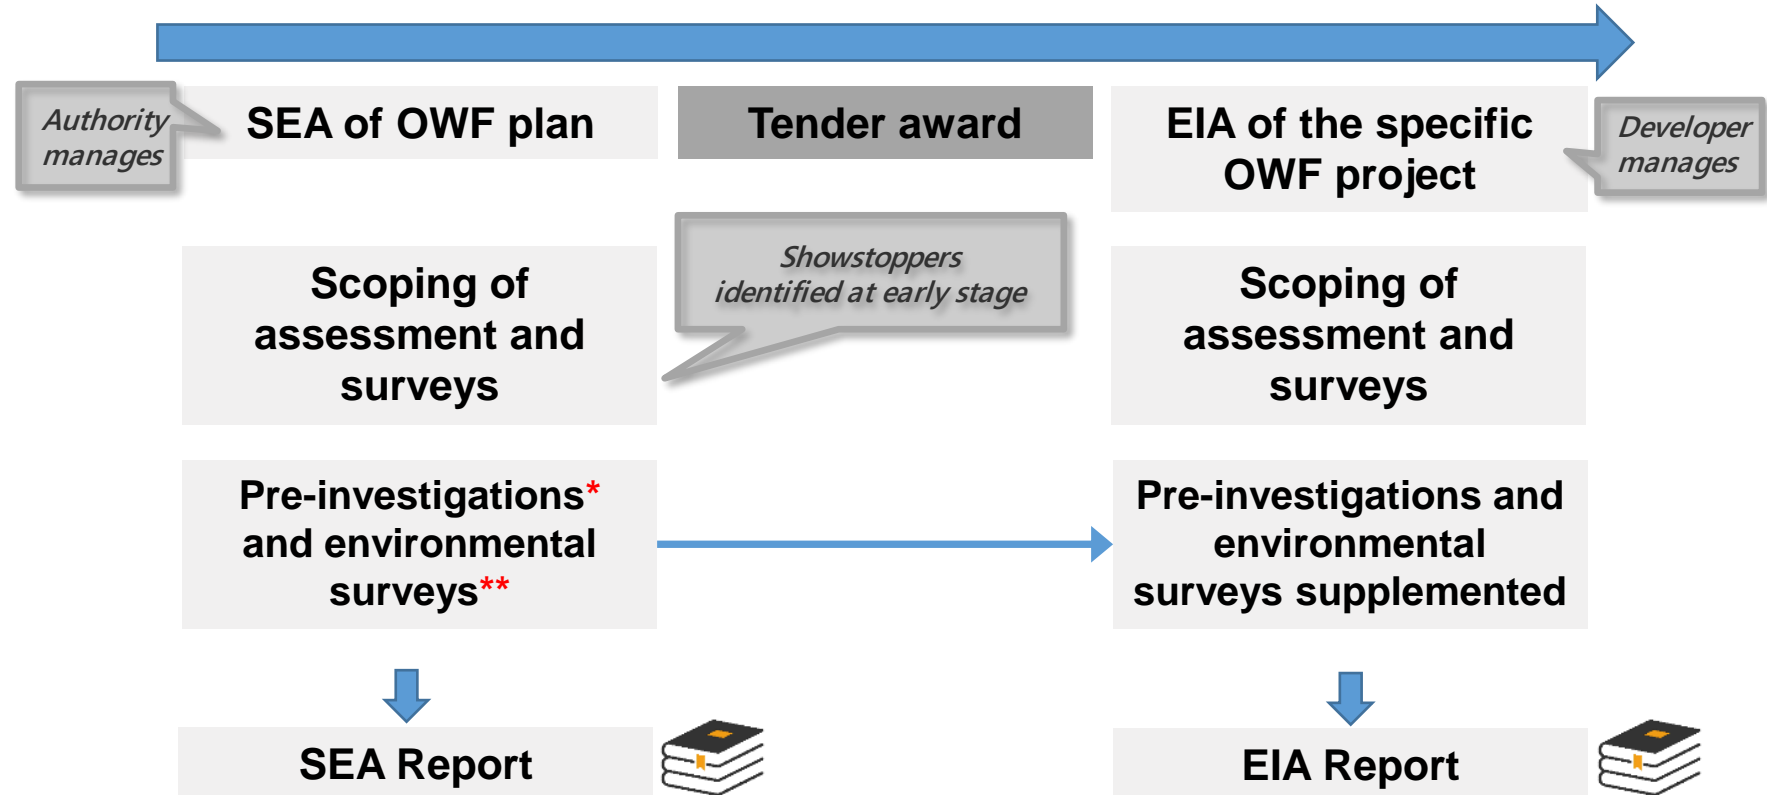 Authority
manages
SEA of OWF plan
Tender award
EIA of the specific
OWF project
Developer
manages
Scoping of
assessment and
surveys
Showstoppers
identified at early stage
Scoping of
assessment and
surveys
Pre-investigations*
and environmental
surveys**
Pre-investigations and
environmental
surveys supplemented
SEA Report
EIA Report